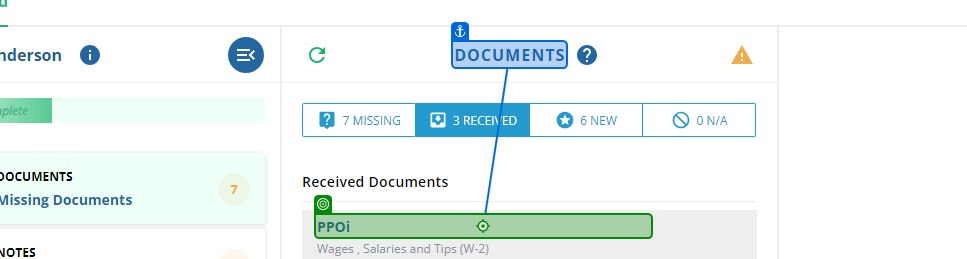 nderson
DOCUMENTS
plete
7 MISSING
3 RECEIVED
6 NEW
0 N/A
DOCUMENTS
Missing Documents
7
Received Documents
PPOi
Wages , Salaries and Tips (W-2)
NOTES